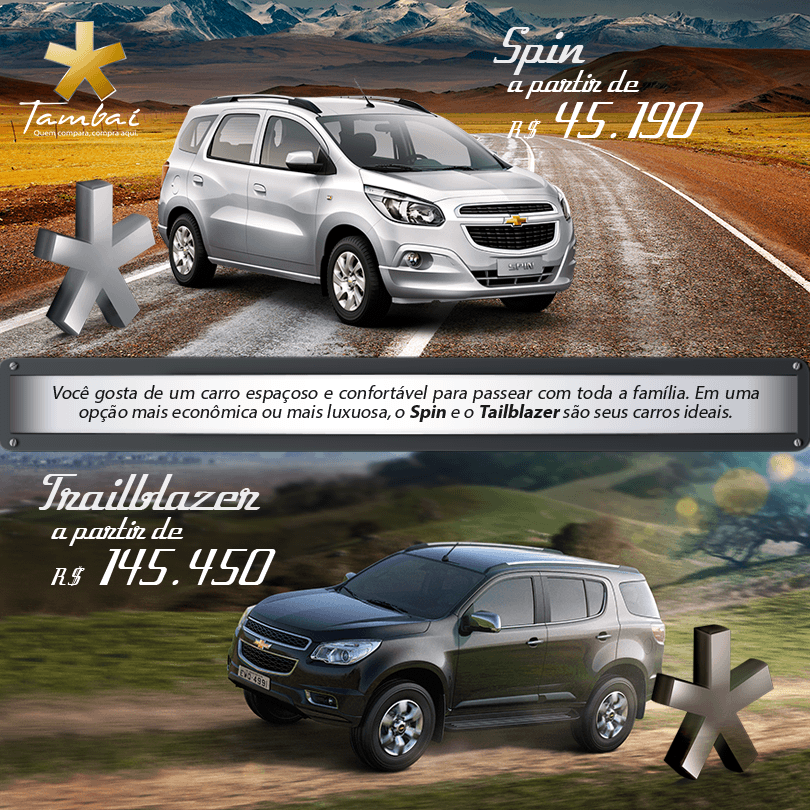 Tambaí
Quem compara, compra aqui.
Spin
a partir de
R$ 45.190
SPIN
Você gosta de um carro espaçoso e confortável para passear com toda a família. Em uma
opção mais econômica ou mais luxuosa, o Spin e o Tailblazer são seus carros ideais.
Trailblazer
a partir de
R$ 145.450